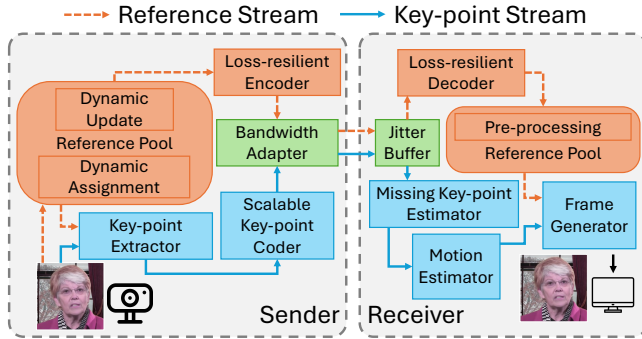 Reference Stream
Key-point Stream
Loss-resilient
Encoder
Dynamic
Update
Reference Pool
Dynamic
Assignment
Bandwidth
Adapter
Key-point
Extractor
Scalable
Key-point
Coder
Sender
Loss-resilient
Decoder
Jitter
Buffer
Pre-processing
Reference Pool
Missing Key-point
Estimator
Frame
Generator
Motion
Estimator
Receiver